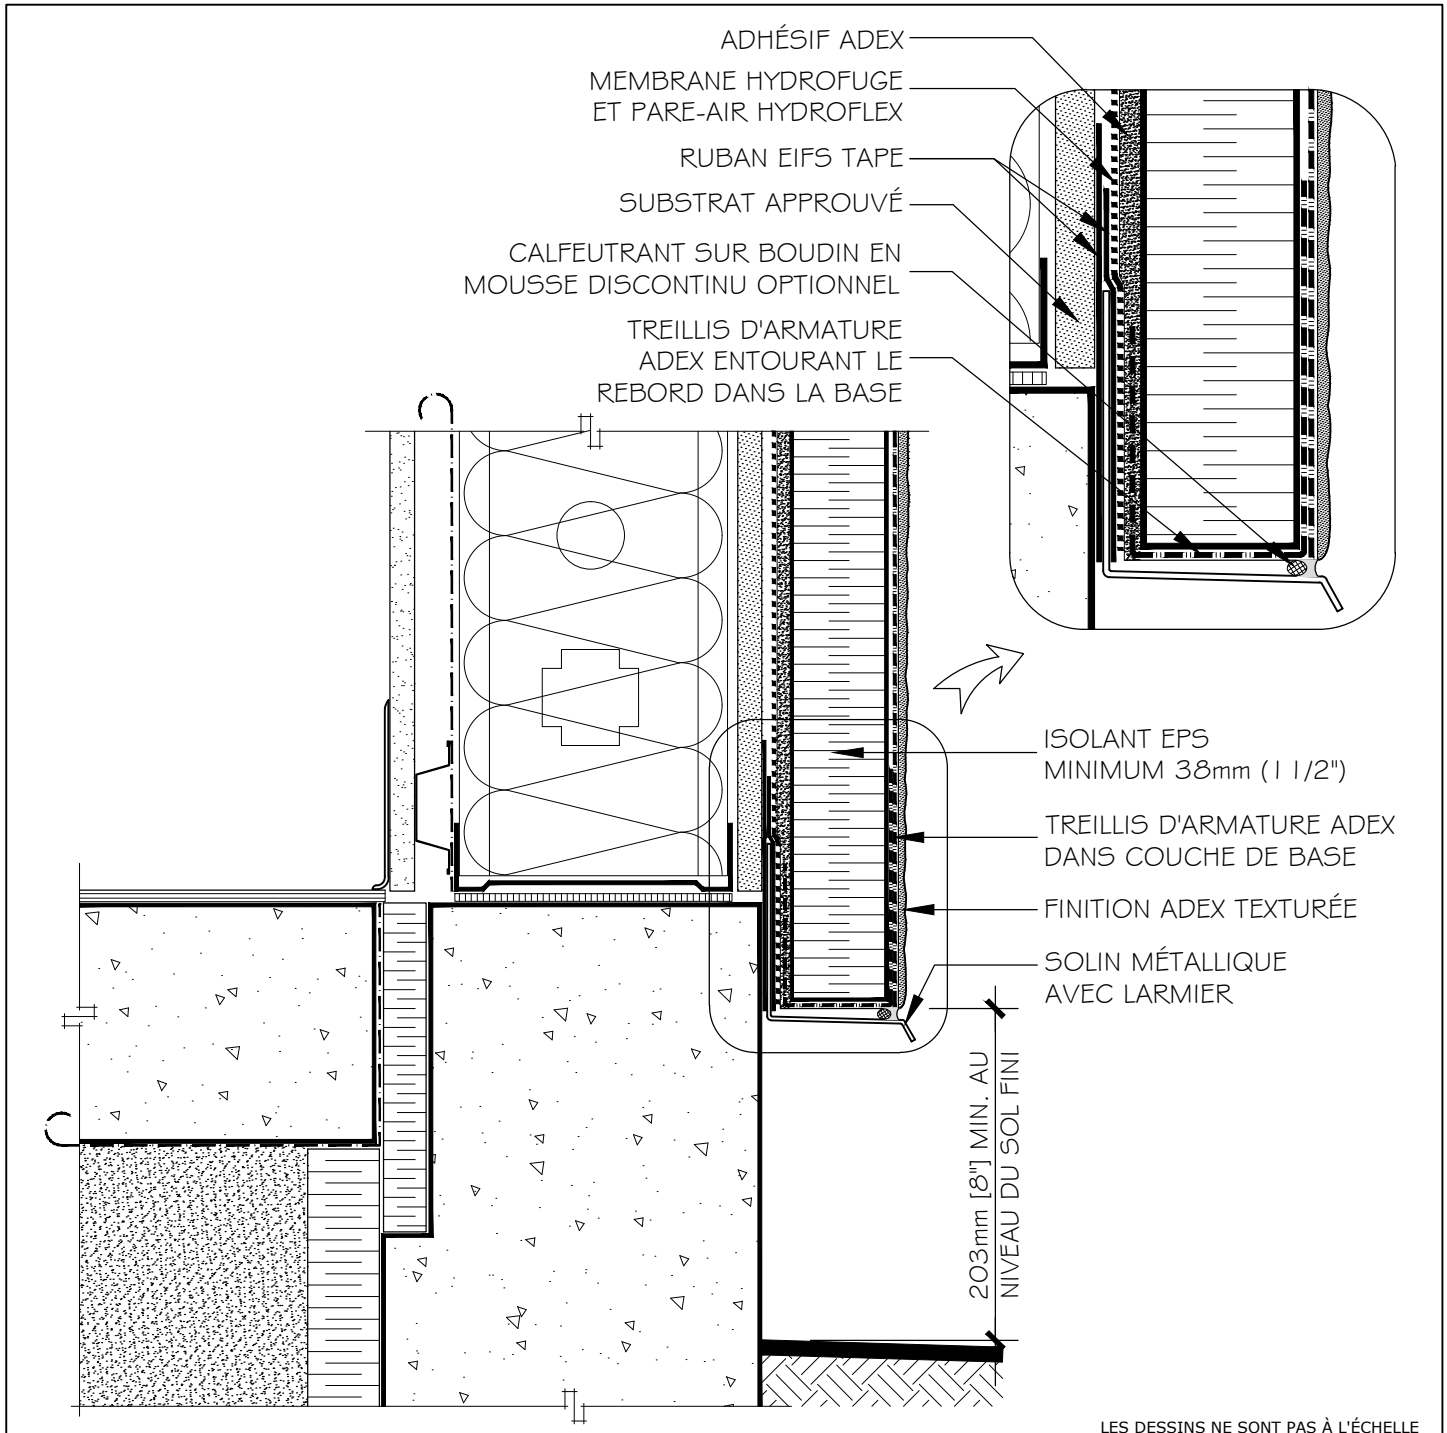 ADHÉSIF ADEX
MEMBRANE HYDROFUGE
ET PARE-AIR HYDROFLEX
RUBAN EIFS TAPE
SUBSTRAT APPROUVÉ
CALFEUTRANT SUR BOUDIN EN
MOUSSE DISCONTINU OPTIONNEL
TREILLIS D'ARMATURE
ADEX ENTOURANT LE
REBORD DANS LA BASE
ISOLANT EPS
MINIMUM 38mm (1 1/2")
TREILLIS D'ARMATURE ADEX
DANS COUCHE DE BASE
FINITION ADEX TEXTURÉE
SOLIN MÉTALLIQUE
AVEC LARMIER
203mm [8"] MIN. AU
NIVEAU DU SOL FINI
LES DESSINS NE SONT PAS À L'ÉCHELLE